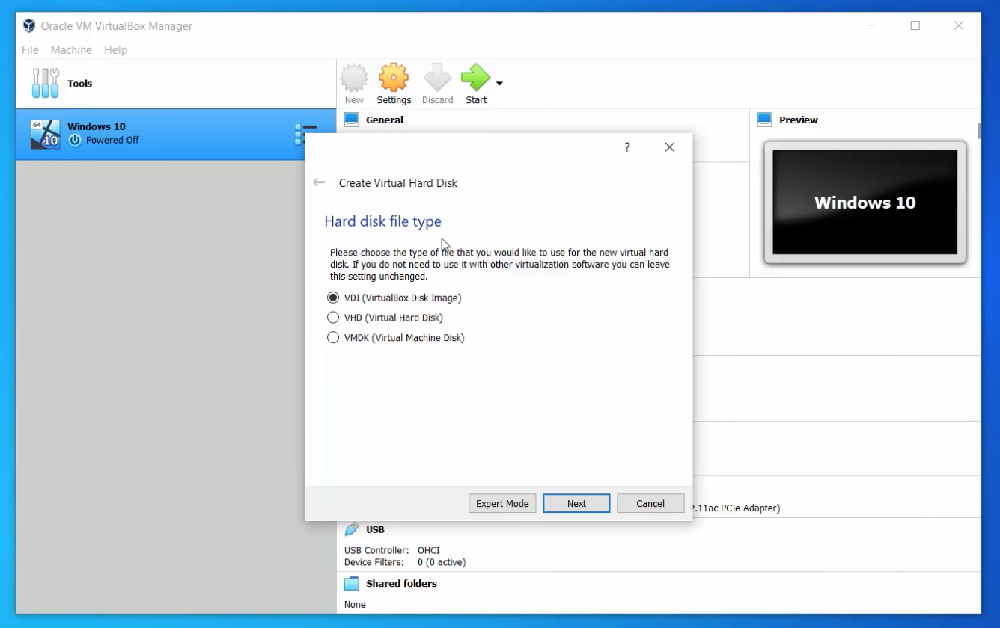 Oracle VM VirtualBox Manager
File Machine Help
Tools
New Settings Discard Start
64
10
Windows 10
Powered Off
General
Preview
Windows 10
?
Create Virtual Hard Disk
Hard disk file type
Please choose the type of file that you would like to use for the new virtual hard
disk. If you do not need to use it with other virtualization software you can leave
this setting unchanged.
VDI (VirtualBox Disk Image)
VHD (Virtual Hard Disk)
VMDK (Virtual Machine Disk)
Expert Mode Next Cancel
2.11ac PCIe Adapter)
USB
USB Controller: OHCI
Device Filters: 0 (0 active)
Shared folders
None